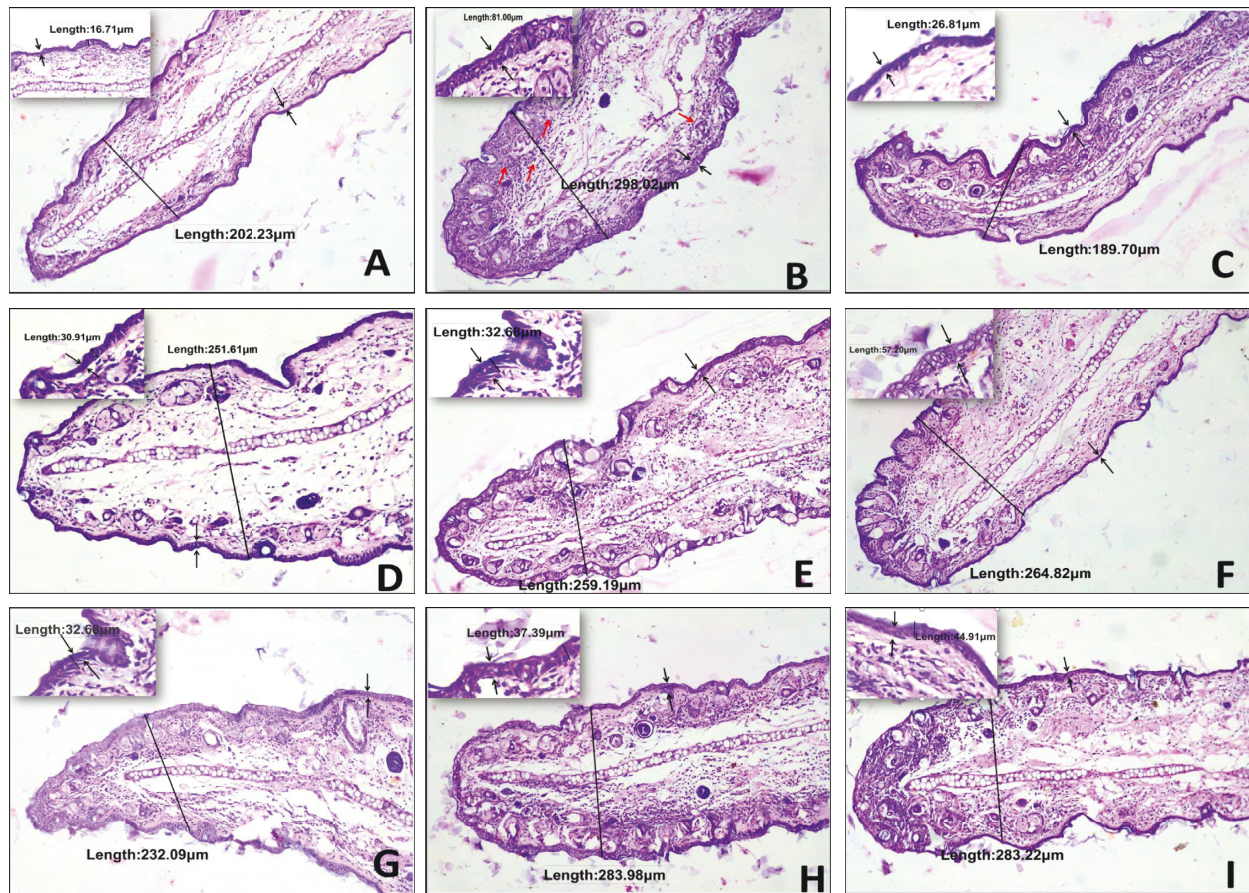 Length:16.71μm
Length:202.23μm
A
Length:81.00μm
Length:298.02μm
B
Length:26.81μm
Length:189.70μm
C
Length:30.91μm
Length:251.61μm
D
Length:32.68μm
Length:259.19μm
E
Length:57.20μm
Length:264.82μm
F
Length:32.68μm
Length:232.09μm
G
Length:37.39μm
Length:283.98μm
H
Length:44.91μm
Length:283.22μm
I